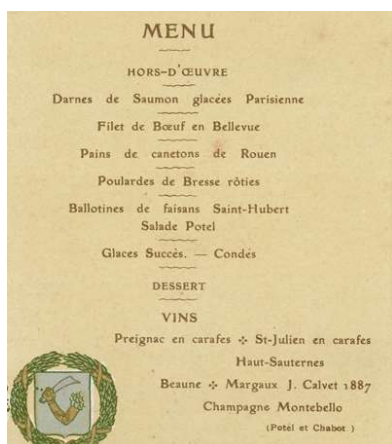 MENU
HORS-D'ŒUVRE
Darnes de Saumon glacées Parisienne
Filet de Bœuf en Bellevue
Pains de canetons de Rouen
Poulardes de Bresse rôties
Ballotines de faisans Saint-Hubert
Salade Potel
Glaces Succès. — Condés
DESSERT
VINS
Preignac en carafes ✣ St-Julien en carafes
Haut-Sauternes
Beaune ✣ Margaux J. Calvet 1887
Champagne Montebello
(Potel et Chabot )